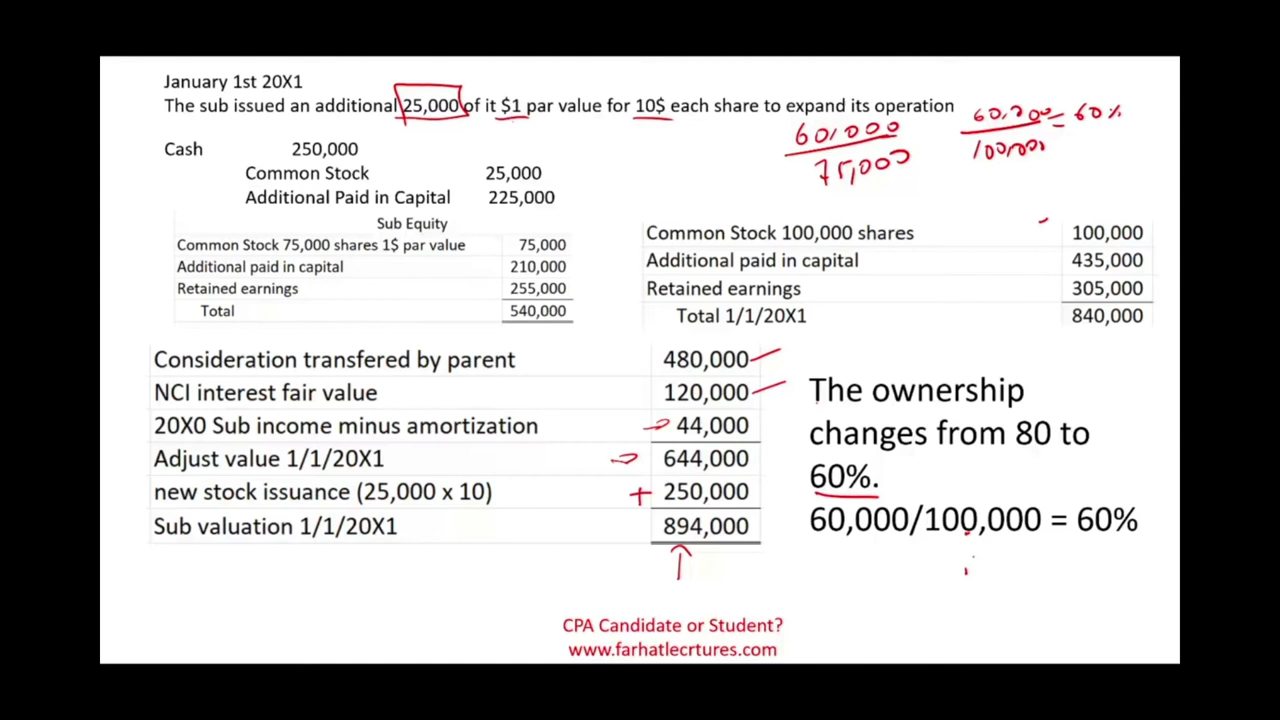 January 1st 20X1
The sub issued an additional 25,000 of it $1 par value for 10$ each share to expand its operation
60,000
75,000
60,000 = 60%
100,000
Cash 250,000
Common Stock 25,000
Additional Paid in Capital 225,000
Sub Equity
Common Stock 75,000 shares 1$ par value 75,000
Additional paid in capital 210,000
Retained earnings 255,000
Total 540,000
Common Stock 100,000 shares 100,000
Additional paid in capital 435,000
Retained earnings 305,000
Total 1/1/20X1 840,000
Consideration transfered by parent 480,000
NCI interest fair value 120,000
20X0 Sub income minus amortization 44,000
Adjust value 1/1/20X1 644,000
new stock issuance (25,000 x 10) + 250,000
Sub valuation 1/1/20X1 894,000
The ownership
changes from 80 to
60%.
60,000/100,000 = 60%
CPA Candidate or Student?
www.farhatlecrtures.com